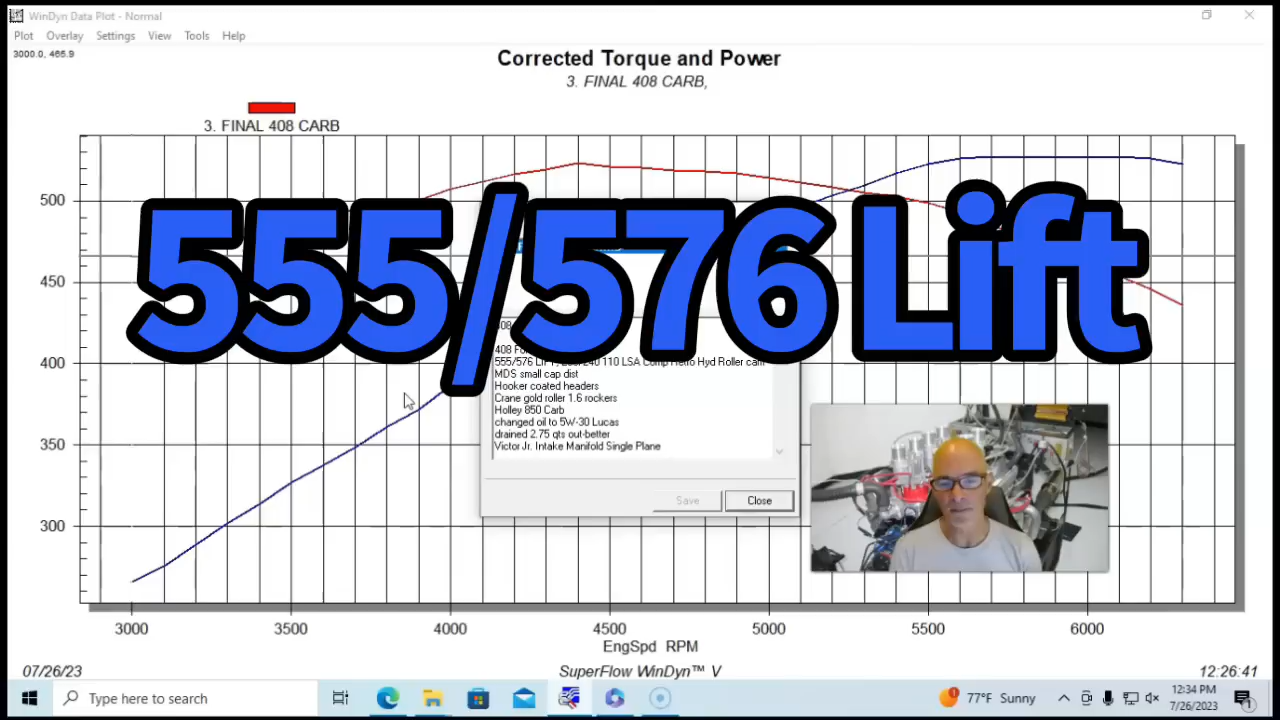 WinDyn Data Plot - Normal
Plot Overlay Settings View Tools Help
3000.0, 465.9
Corrected Torque and Power
3. FINAL 408 CARB,
3. FINAL 408 CARB
500
450
400
350
300
555/576 Lift
408
555/576 LIFT 110 LSA Comp Retro Hyd Roller cam
MDS small cap dist
Hooker coated headers
Crane gold roller 1.6 rockers
Holley 850 Carb
changed oil to 5W-30 Lucas
drained 2.75 qts out-better
Victor Jr. Intake Manifold Single Plane
Save Close
3000 3500 4000 4500 5000 5500 6000
EngSpd RPM
07/26/23 SuperFlow WinDyn™ V 12:26:41
Type here to search
1 77°F Sunny
12:34 PM
7/26/2023
1